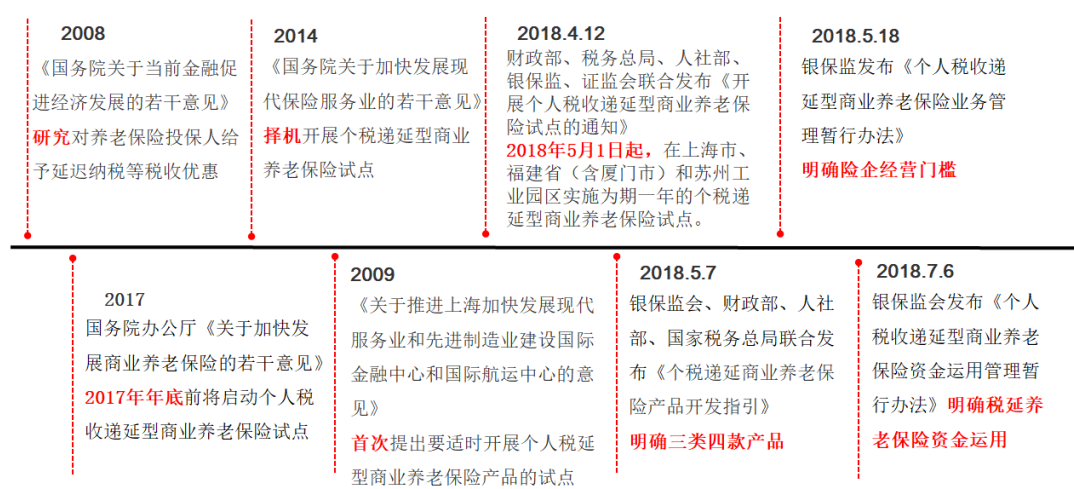 2008
《国务院关于当前金融促
进经济发展的若干意见》
研究对养老保险投保人给
予延迟纳税等税收优惠
2014
《国务院关于加快发展现
代保险服务业的若干意见》
择机开展个税递延型商业
养老保险试点
2018.4.12
财政部、税务总局、人社部、
银保监、证监会联合发布《开
展个人税收递延型商业养老保
险试点的通知》
2018年5月1日起，在上海市、
福建省（含厦门市）和苏州工
业园区实施为期一年的个税递
延型商业养老保险试点。
2018.5.18
银保监发布《个人税收递
延型商业养老保险业务管
理暂行办法》
明确险企经营门槛
2017
国务院办公厅《关于加快发
展商业养老保险的若干意见》
2017年年底前将启动个人税
收递延型商业养老保险试点
2009
《关于推进上海加快发展现代
服务业和先进制造业建设国际
金融中心和国际航运中心的意
见》
首次提出要适时开展个人税延
型商业养老保险产品的试点
2018.5.7
银保监会、财政部、人社
部、国家税务总局联合发
布《个税递延商业养老保
险产品开发指引》
明确三类四款产品
2018.7.6
银保监会发布《个人
税收递延型商业养老
保险资金运用管理暂
行办法》明确税延养
老保险资金运用